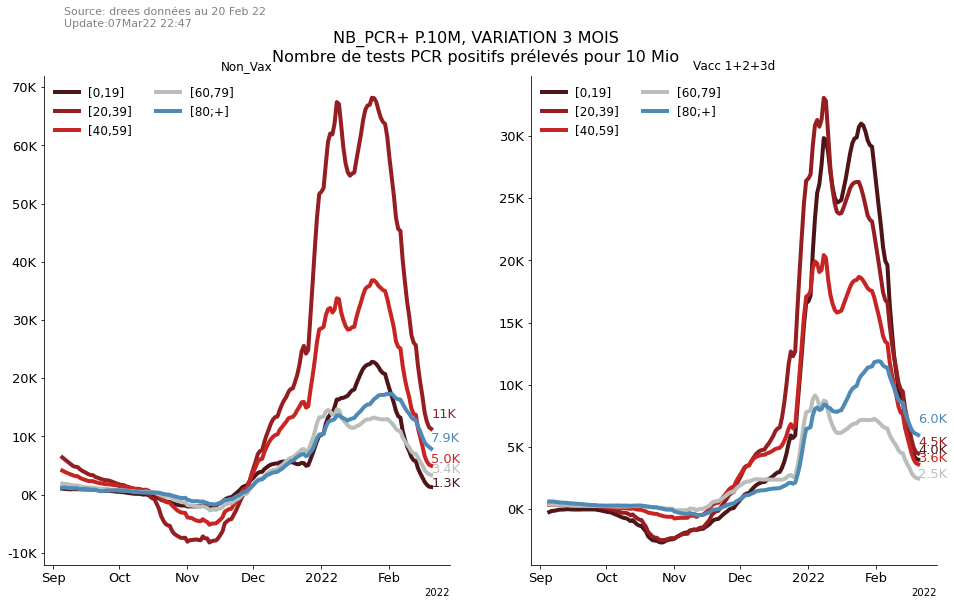 Source: drees données au 20 Feb 22
Update:07Mar22 22:47
NB_PCR+ P.10M, VARIATION 3 MOIS
Nombre de tests PCR positifs prélevés pour 10 Mio
Non_Vax
70K
60K
50K
40K
30K
20K
10K
0K
-10K
[0,19]
[20,39]
[40,59]
[60,79]
[80;+]
11K
7.9K
5.0K
3.4K
1.3K
Sep Oct Nov Dec 2022 Feb
2022
Vacc 1+2+3d
30K
25K
20K
15K
10K
5K
0K
[0,19]
[20,39]
[40,59]
[60,79]
[80;+]
6.0K
4.5K
4.0K
3.6K
2.5K
Sep Oct Nov Dec 2022 Feb
2022